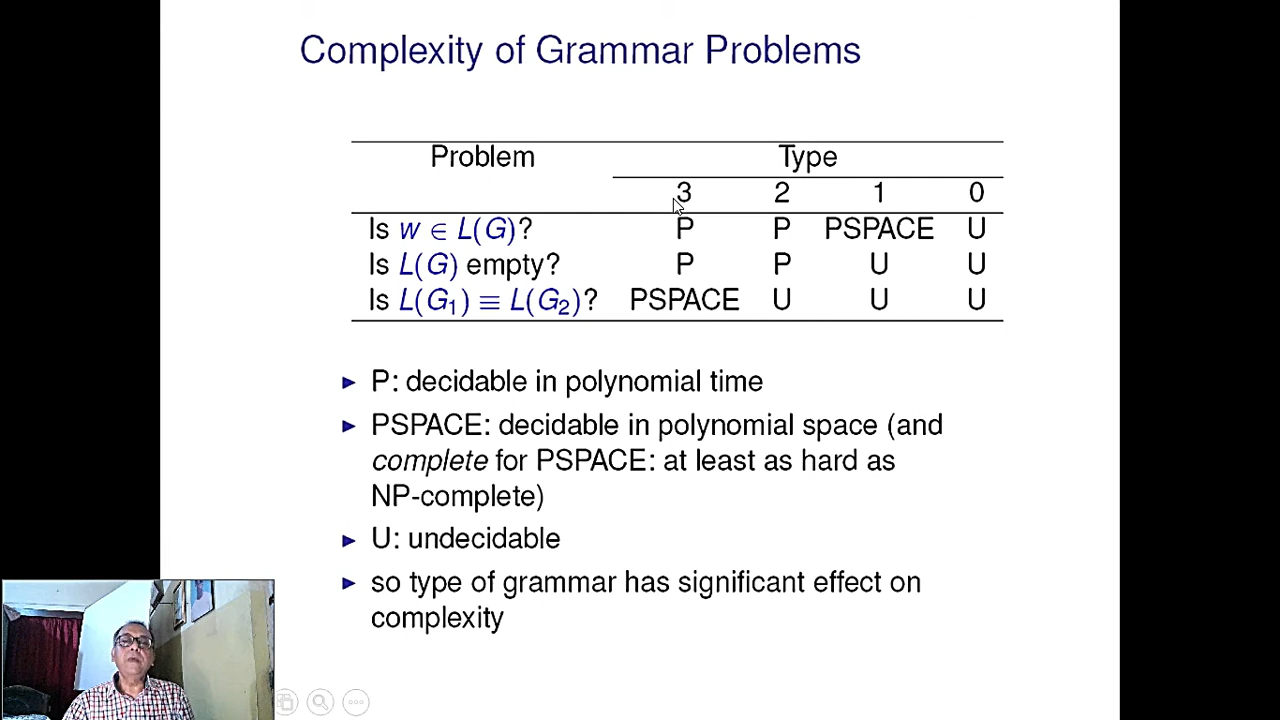 Complexity of Grammar Problems
Problem Type
3 2 1 0
Is w ∈ L(G)? P P PSPACE U
Is L(G) empty? P P U U
Is L(G₁) ≡ L(G₂)? PSPACE U U U
P: decidable in polynomial time
PSPACE: decidable in polynomial space (and
complete for PSPACE: at least as hard as
NP-complete)
U: undecidable
so type of grammar has significant effect on
complexity